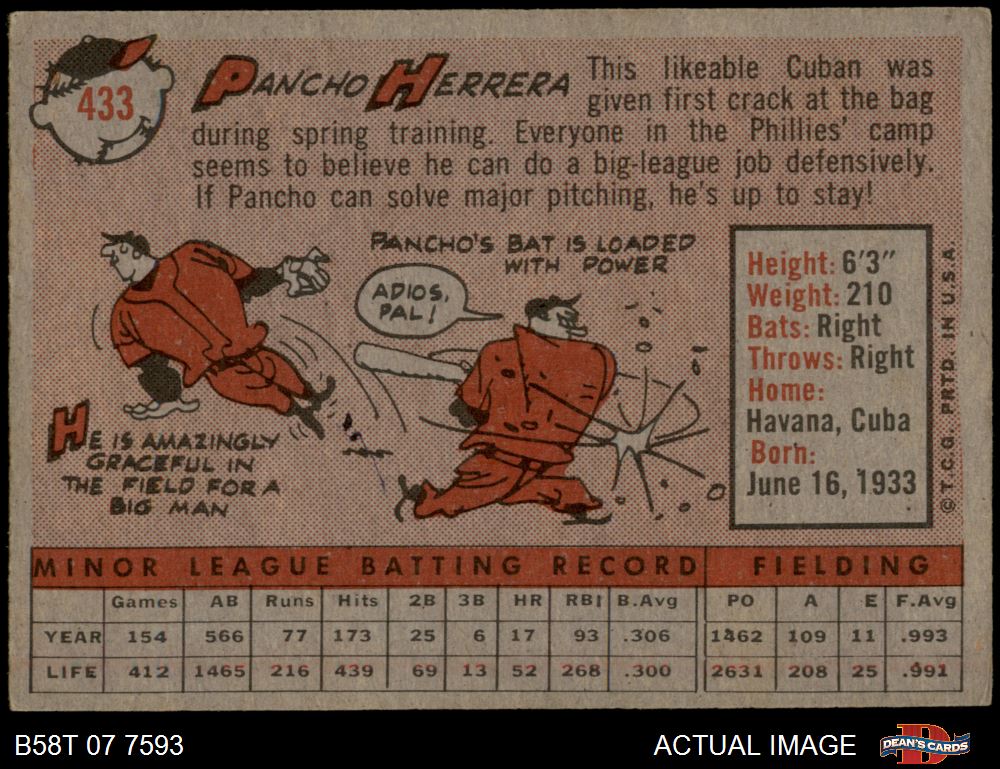 433
PANCHO HERRERA
This likeable Cuban was
given first crack at the bag
during spring training. Everyone in the Phillies' camp
seems to believe he can do a big-league job defensively.
If Pancho can solve major pitching, he's up to stay!
PANCHO'S BAT IS LOADED
WITH POWER
ADIOS,
PAL!
HE IS AMAZINGLY
GRACEFUL IN
THE FIELD FOR A
BIG MAN
Height: 6'3"
Weight: 210
Bats: Right
Throws: Right
Home:
Havana, Cuba
Born:
June 16, 1933
© T.C.G. PRTD. IN U.S.A.
MINOR LEAGUE BATTING RECORD FIELDING
Games AB Runs Hits 2B 3B HR RBI B.Avg PO A E F.Avg
YEAR 154 566 77 173 25 6 17 93 .306 1462 109 11 .993
LIFE 412 1465 216 439 69 13 52 268 .300 2631 208 25 .991
B58T 07 7593
ACTUAL IMAGE
DEAN'S CARDS